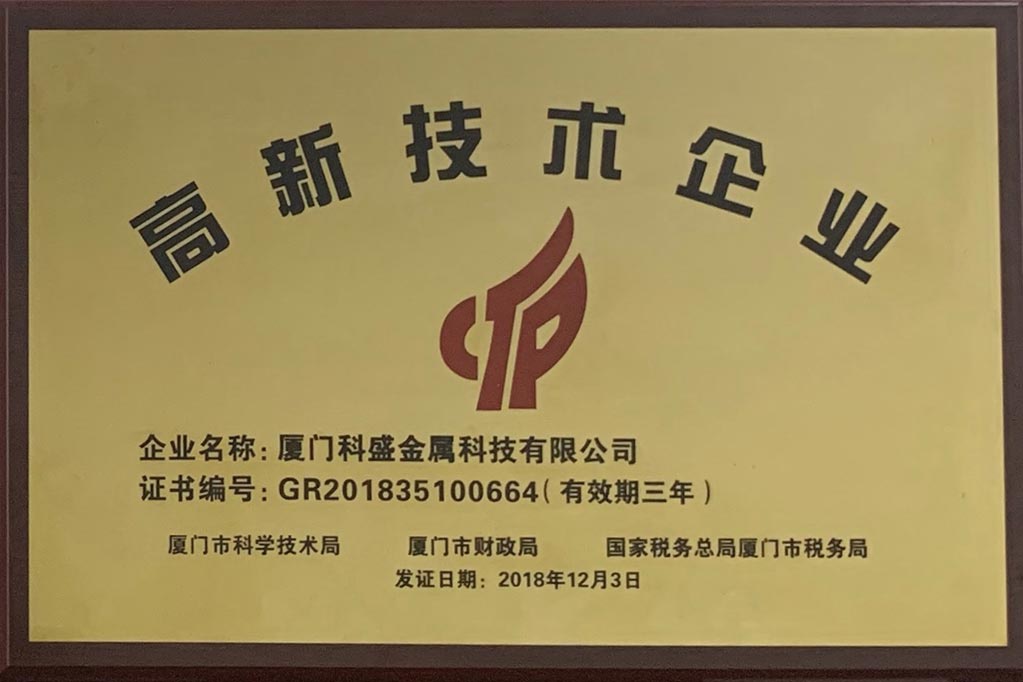 高新技术企业
企业名称：厦门科盛金属科技有限公司
证书编号：GR201835100664（有效期三年）
厦门市科学技术局 厦门市财政局 国家税务总局厦门市税务局
发证日期：2018年12月3日